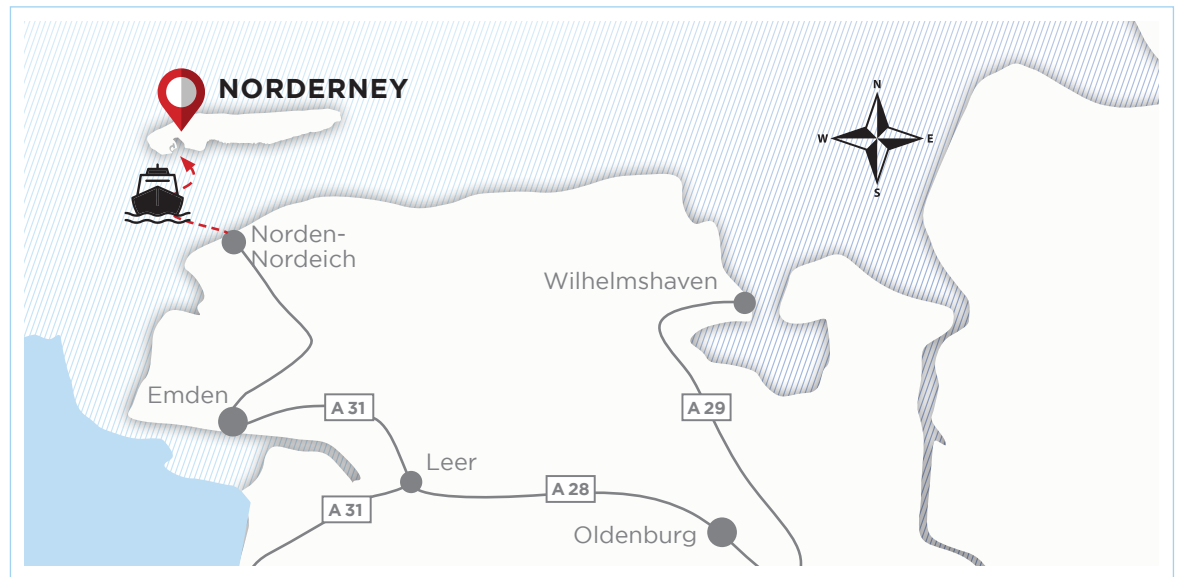 NORDERNEY
N
W
E
S
Norden-
Nordeich
Wilhelmshaven
Emden
A 31
A 29
Leer
A 28
A 31
Oldenburg